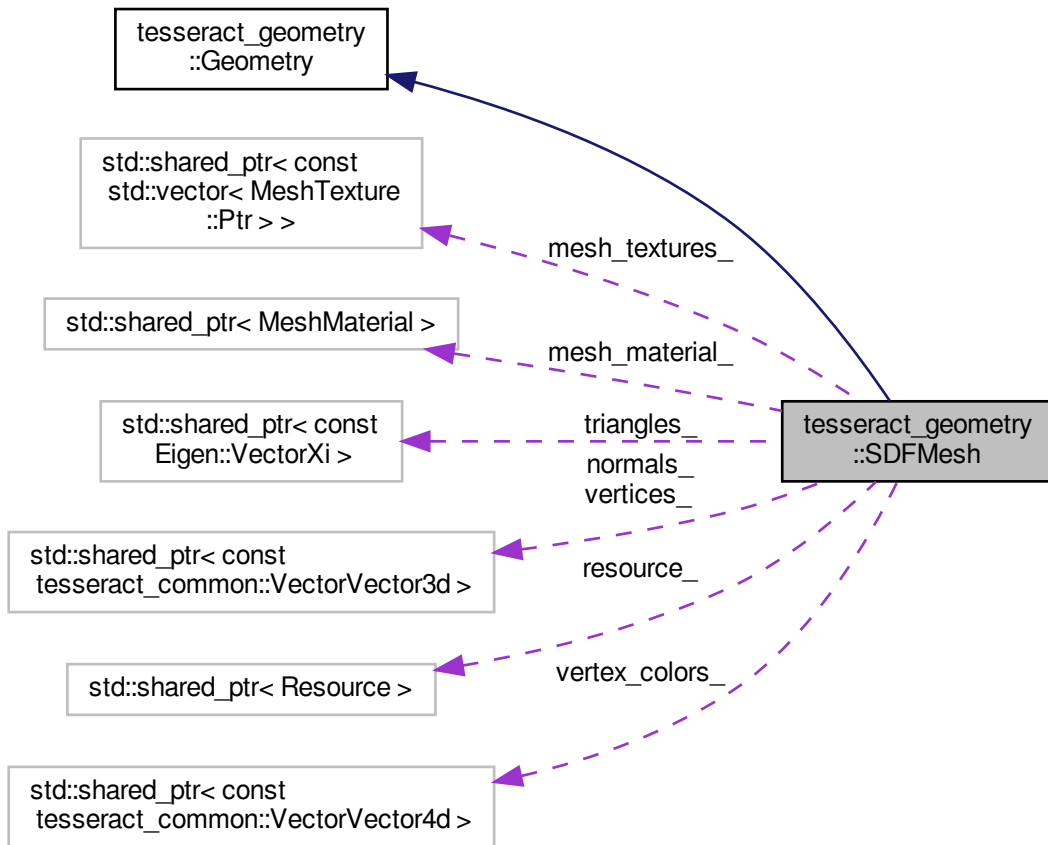 tesseract_geometry
::Geometry
std::shared_ptr< const
std::vector< MeshTexture
::Ptr > >
mesh_textures_
std::shared_ptr< MeshMaterial >
mesh_material_
std::shared_ptr< const
Eigen::VectorXi >
triangles_
tesseract_geometry
::SDFMesh
normals_
vertices_
std::shared_ptr< const
tesseract_common::VectorVector3d >
resource_
std::shared_ptr< Resource >
vertex_colors_
std::shared_ptr< const
tesseract_common::VectorVector4d >